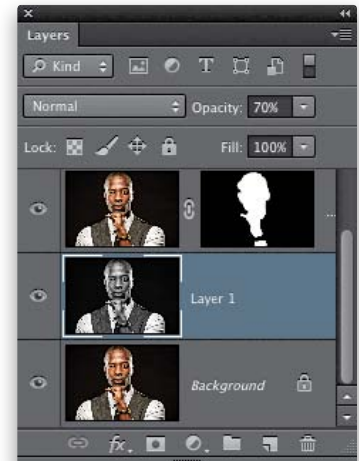 Layers
Kind T
Normal Opacity: 70%
Lock: Fill: 100%
...
Layer 1
Background
fx.